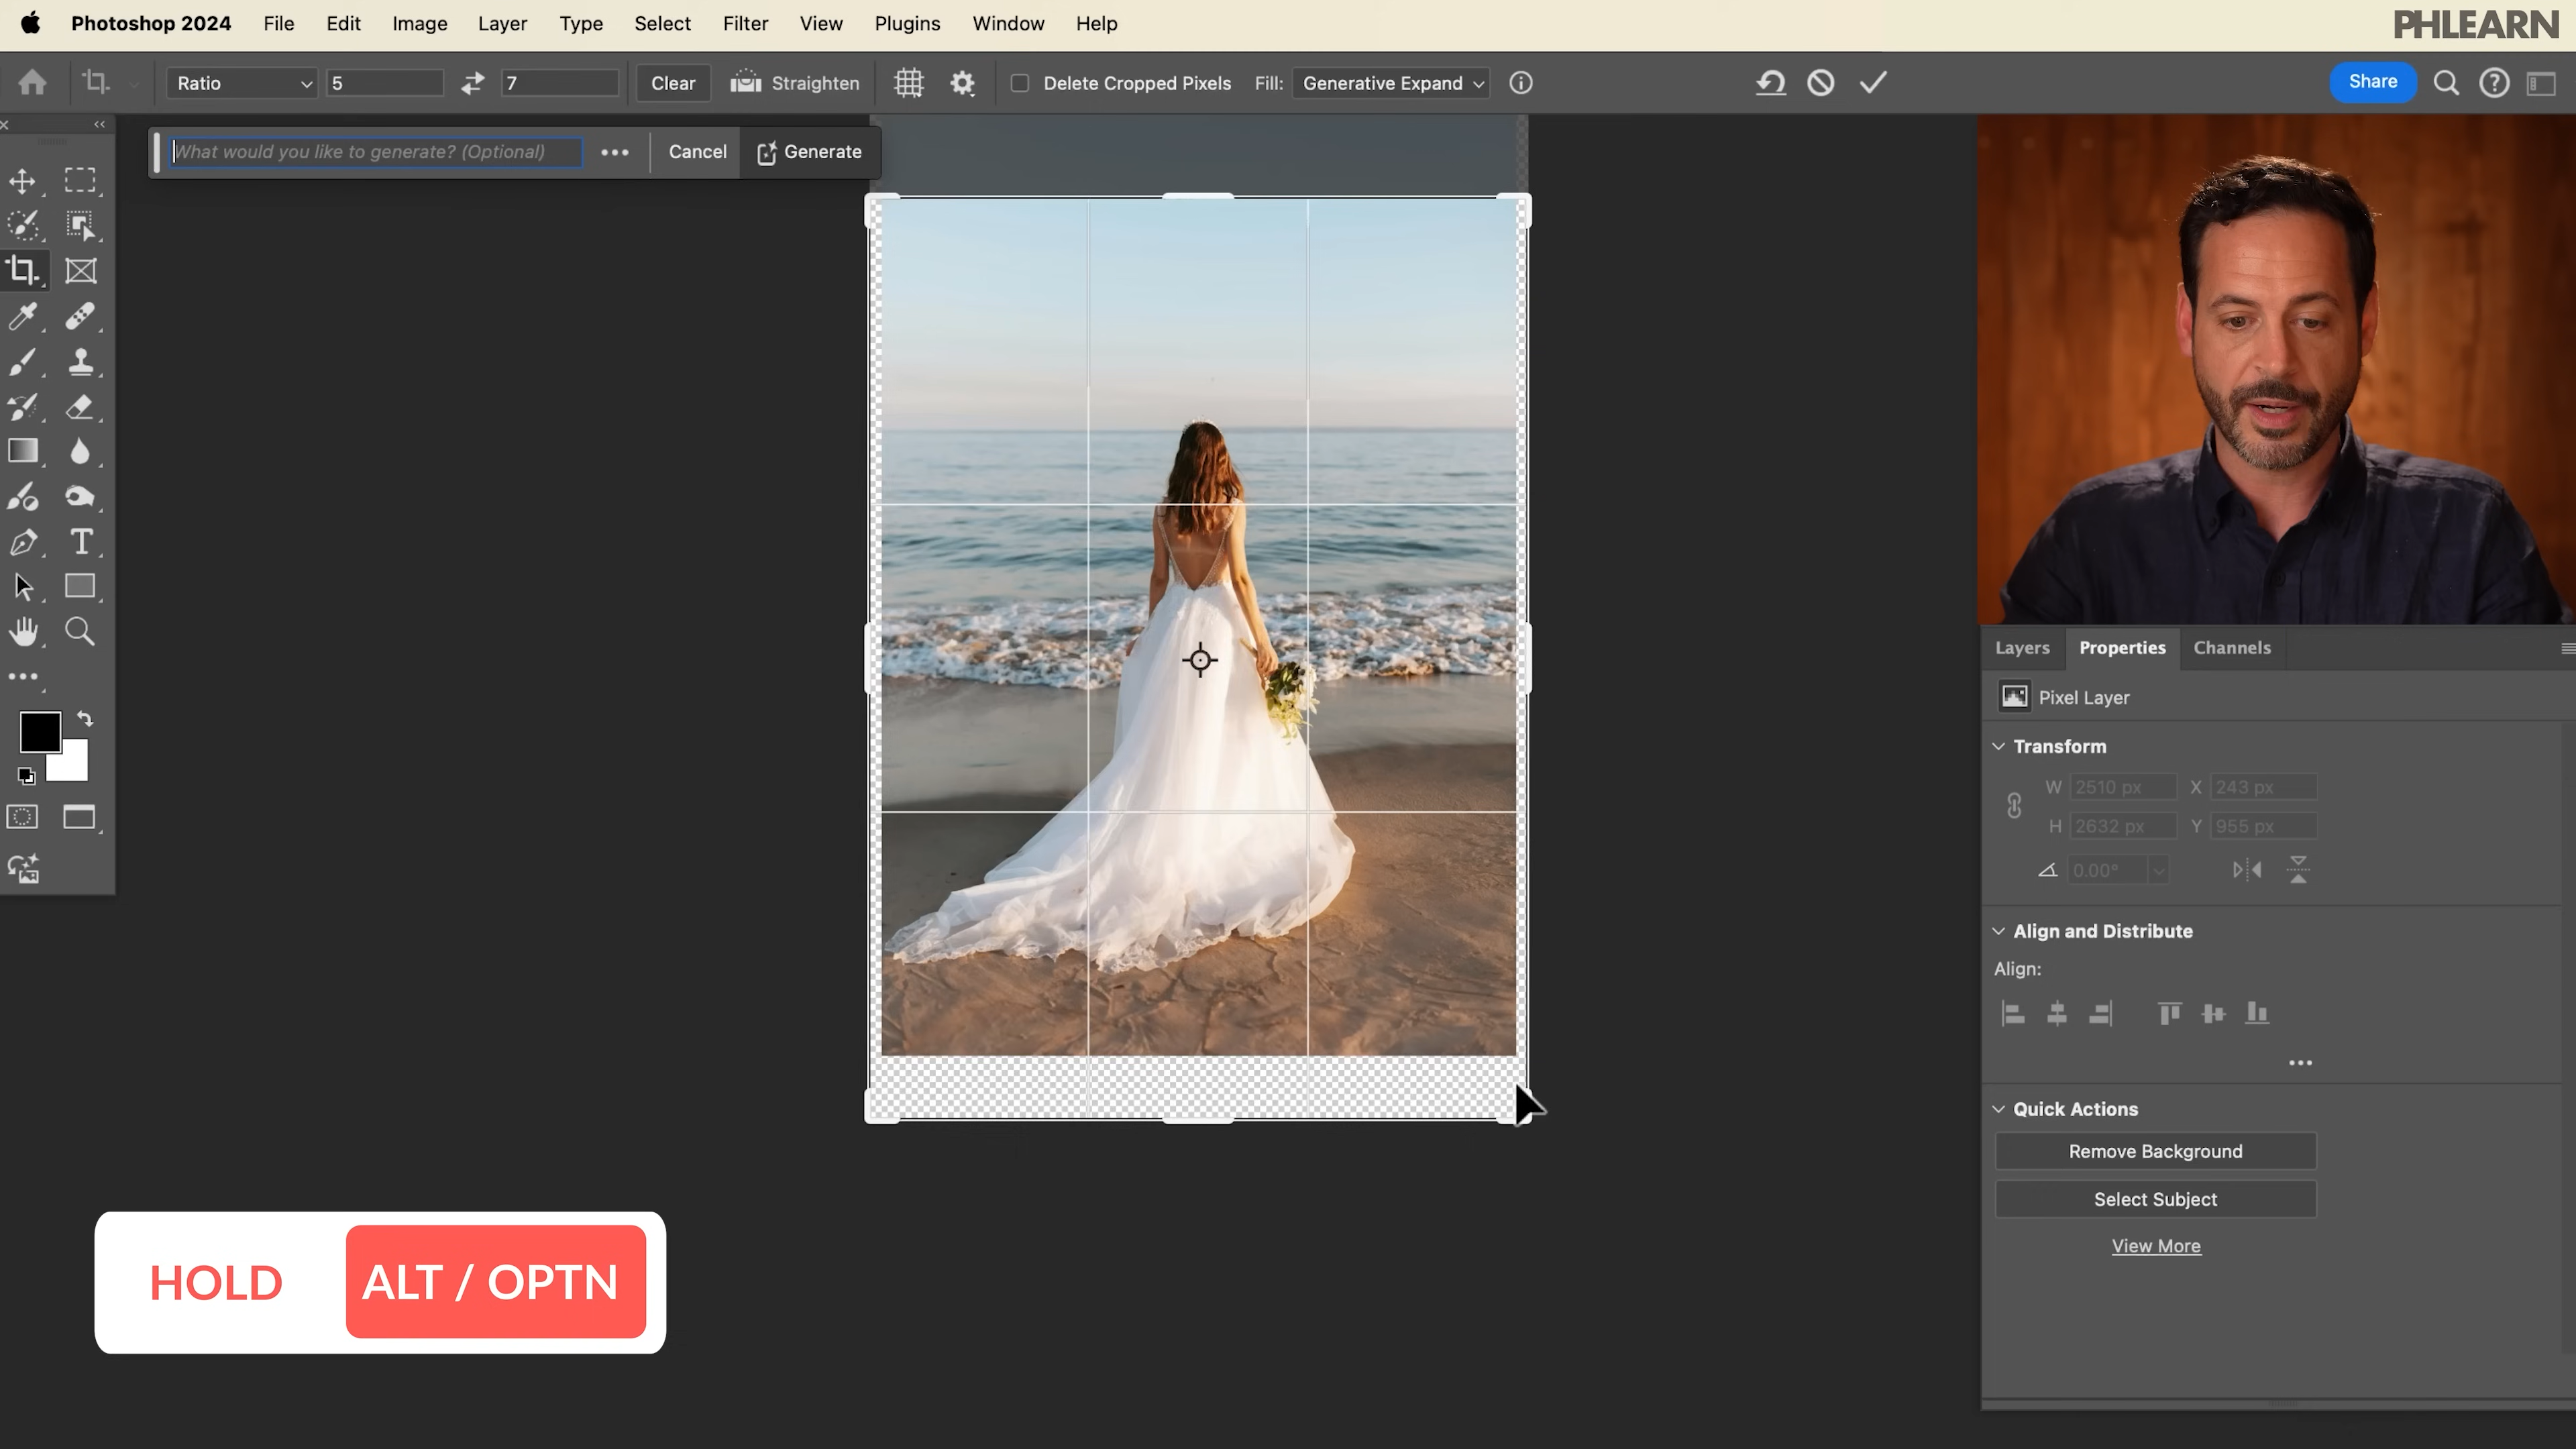 Photoshop 2024 File Edit Image Layer Type Select Filter View Plugins Window Help
PHLEARN
Ratio 5 7 Clear Straighten Delete Cropped Pixels Fill: Generative Expand Share
What would you like to generate? (Optional) Cancel Generate
Layers Properties Channels
Pixel Layer
Transform
W 2510 px X 243 px
H 2632 px Y 955 px
0.00°
Align and Distribute
Align:
Quick Actions
Remove Background
Select Subject
View More
HOLD ALT / OPTN